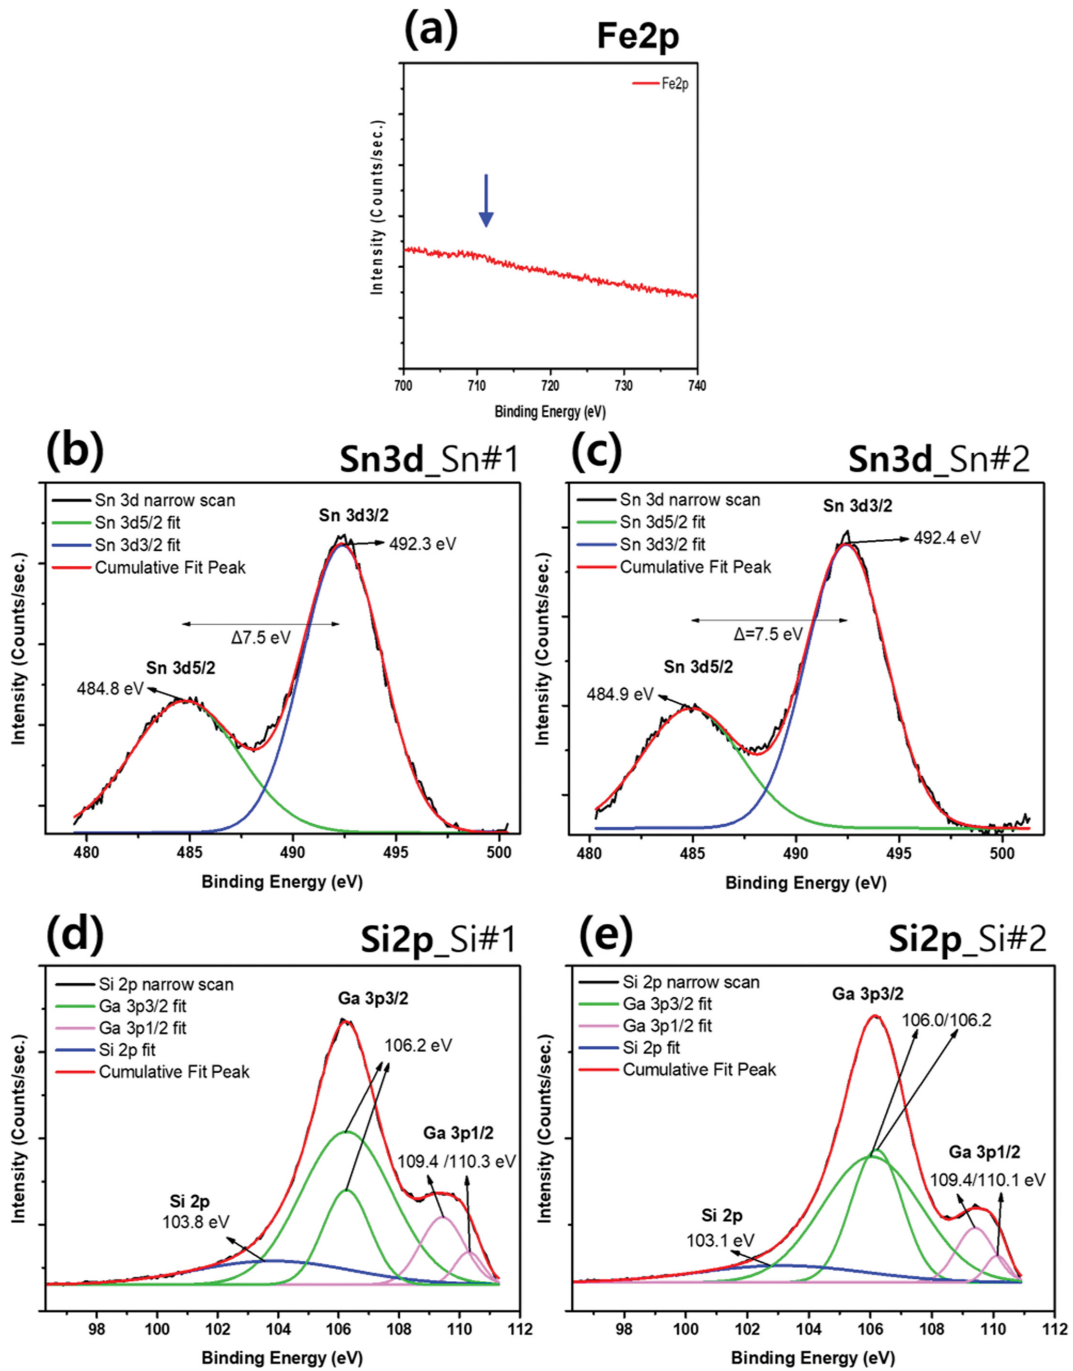 (a) Fe2p
Fe2p
Intensity (Counts/sec.)
700 710 720 730 740
Binding Energy (eV)
(b) Sn3d_Sn#1
Sn 3d narrow scan
Sn 3d5/2 fit
Sn 3d3/2 fit
Cumulative Fit Peak
Sn 3d3/2
492.3 eV
Δ7.5 eV
Sn 3d5/2
484.8 eV
Intensity (Counts/sec.)
480 485 490 495 500
Binding Energy (eV)
(c) Sn3d_Sn#2
Sn 3d narrow scan
Sn 3d5/2 fit
Sn 3d3/2 fit
Cumulative Fit Peak
Sn 3d3/2
492.4 eV
Δ=7.5 eV
Sn 3d5/2
484.9 eV
Intensity (Counts/sec.)
480 485 490 495 500
Binding Energy (eV)
(d) Si2p_Si#1
Si 2p narrow scan
Ga 3p3/2 fit
Ga 3p1/2 fit
Si 2p fit
Cumulative Fit Peak
Ga 3p3/2
106.2 eV
Ga 3p1/2
109.4 /110.3 eV
Si 2p
103.8 eV
Intensity (Counts/sec.)
98 100 102 104 106 108 110 112
Binding Energy (eV)
(e) Si2p_Si#2
Si 2p narrow scan
Ga 3p3/2 fit
Ga 3p1/2 fit
Si 2p fit
Cumulative Fit Peak
Ga 3p3/2
106.0/106.2
Ga 3p1/2
109.4/110.1 eV
Si 2p
103.1 eV
Intensity (Counts/sec.)
98 100 102 104 106 108 110 112
Binding Energy (eV)